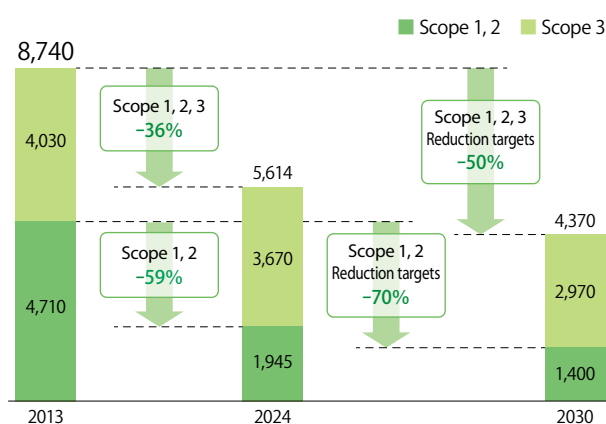 Scope 1, 2 Scope 3
8,740
4,030
4,710
2013
Scope 1, 2, 3
–36%
Scope 1, 2
–59%
5,614
3,670
1,945
2024
Scope 1, 2, 3
Reduction targets
–50%
Scope 1, 2
Reduction targets
–70%
4,370
2,970
1,400
2030